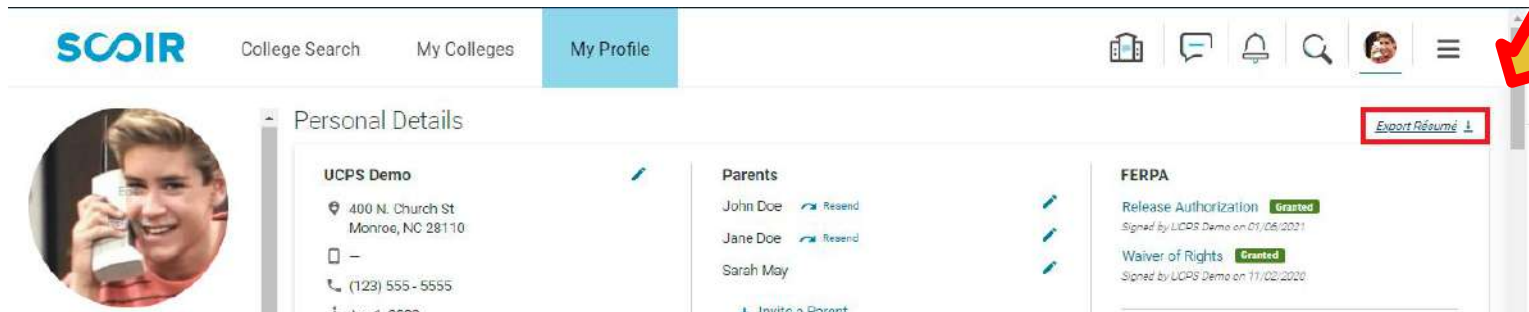 SCOIR College Search My Colleges My Profile
Personal Details
Export Résumé
UCPS Demo
400 N. Church St
Monroe, NC 28110
–
(123) 555 - 5555
Parents
John Doe Resend
Jane Doe Resend
Sarah May
+ Invite a Parent
FERPA
Release Authorization Granted
Signed by UCPS Demo on 01/06/2021
Waiver of Rights Granted
Signed by UCPS Demo on 11/02/2020